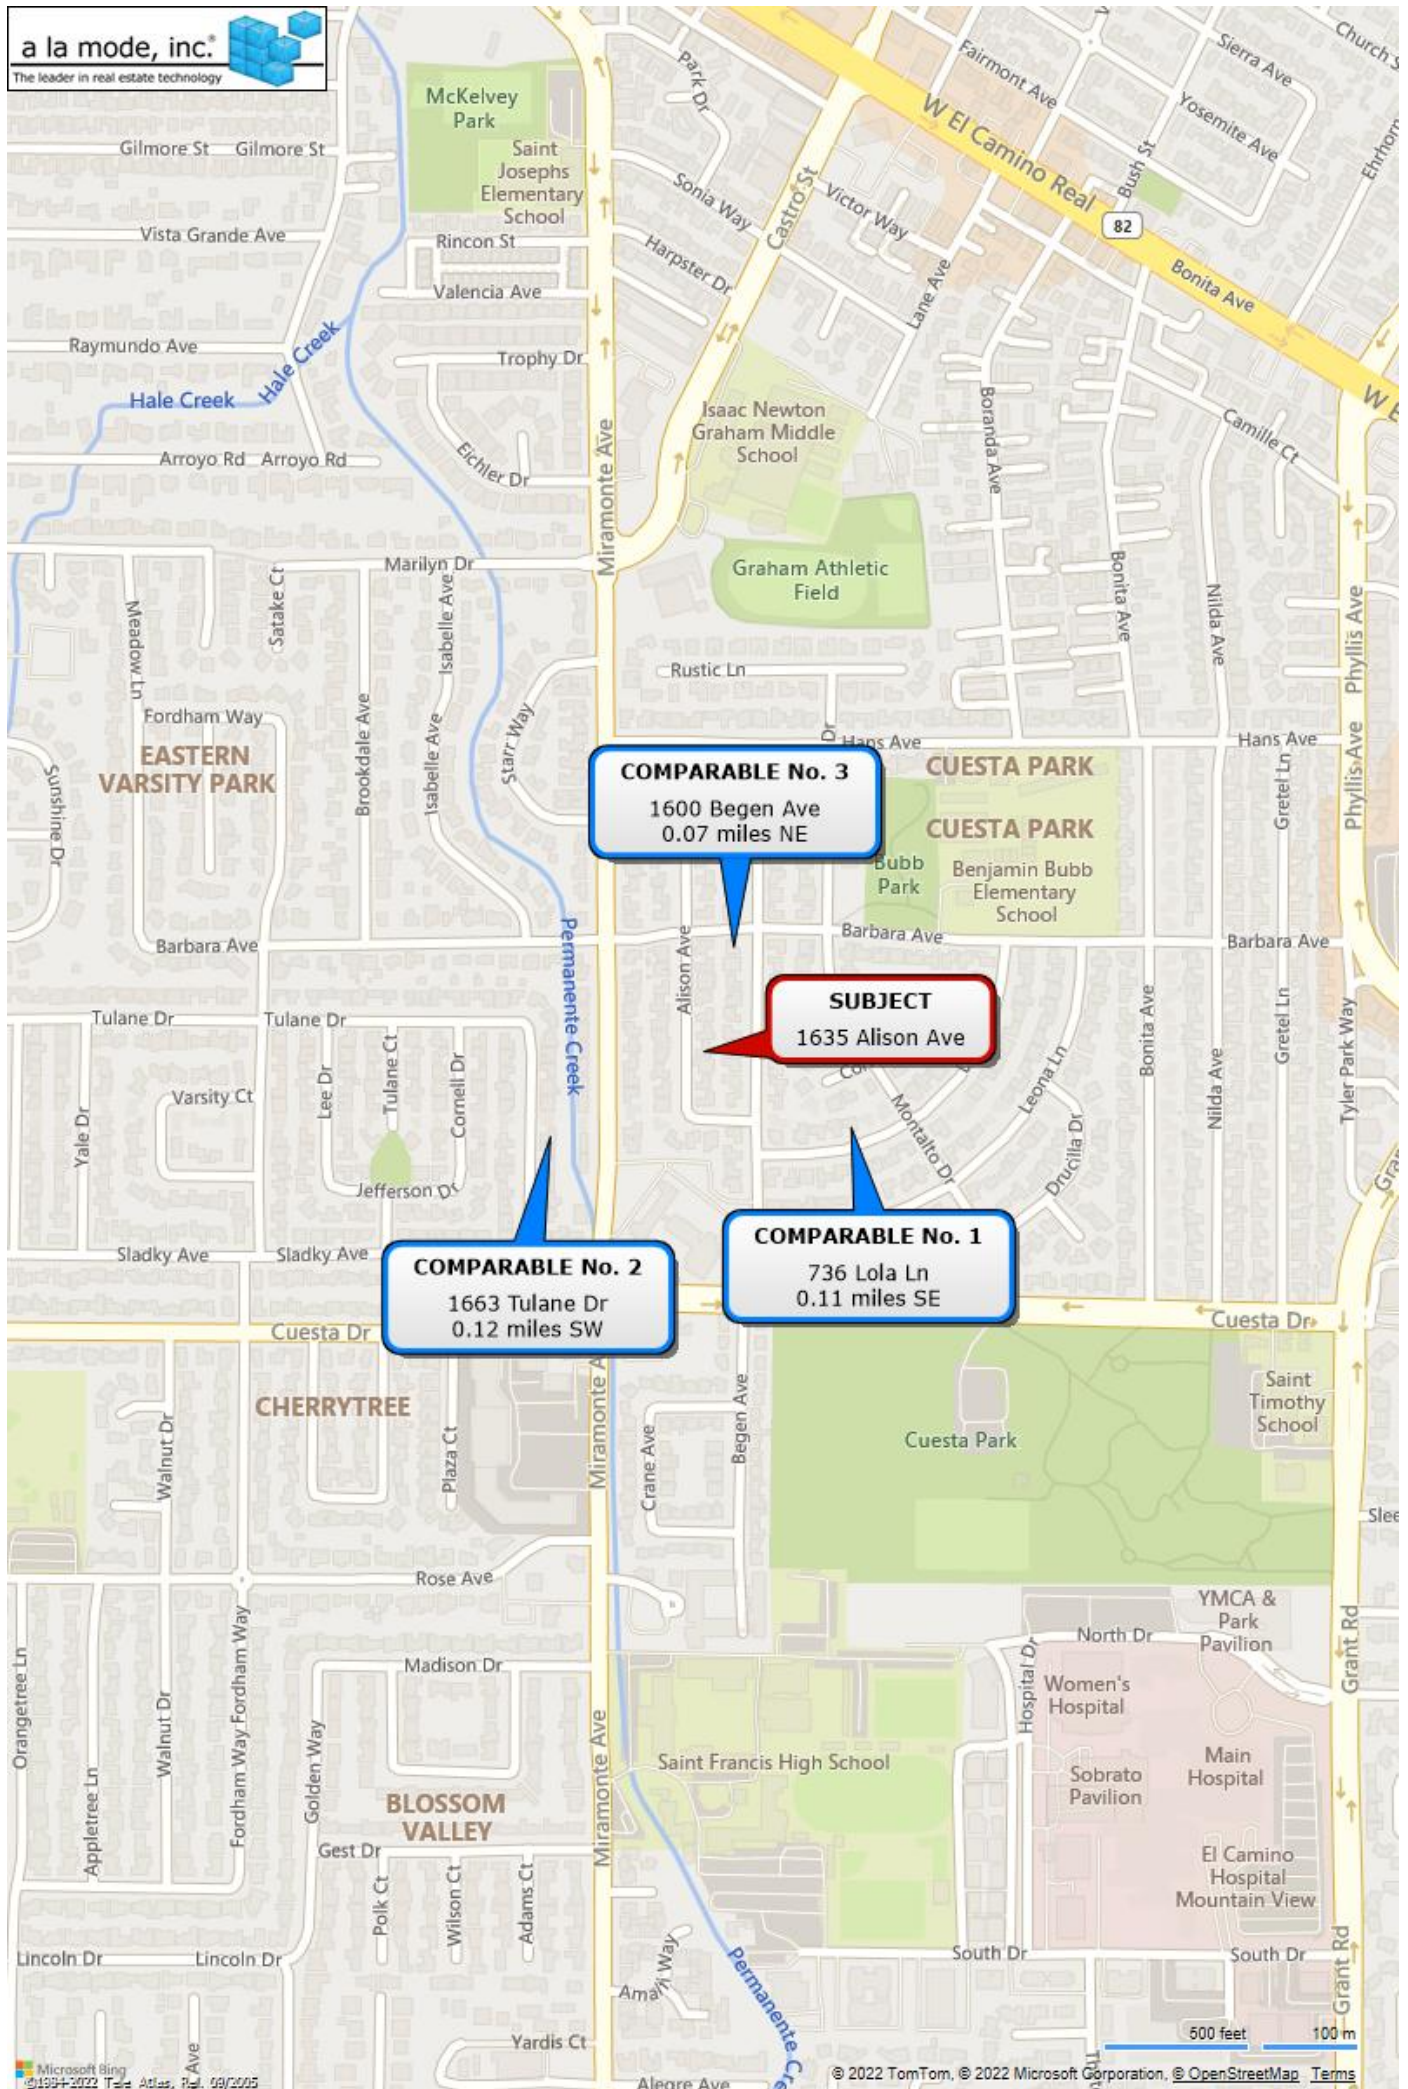 a la mode, inc.®
The leader in real estate technology
McKelvey
Park
Park Dr
Fairmont Ave
Sierra Ave
Yosemite Ave
W El Camino Real
Bush St
82
Gilmore St
Gilmore St
Saint
Josephs
Elementary
School
Sonia Way
Castro St
Victor Way
Vista Grande Ave
Rincon St
Harpster Dr
Valencia Ave
Lane Ave
Bonita Ave
Raymundo Ave
Hale Creek
Hale Creek
Trophy Dr
Isaac Newton
Graham Middle
School
Boranda Ave
Camille Ct
Arroyo Rd
Arroyo Rd
Eichler Dr
Miramonte Ave
Marilyn Dr
Graham Athletic
Field
Satake Ct
Meadow Ln
Isabelle Ave
Bonita Ave
Nilda Ave
Phyllis Ave
Rustic Ln
Fordham Way
Brookdale Ave
Isabelle Ave
Starr Way
Dr
Hans Ave
Hans Ave
EASTERN
VARSITY PARK
Sunshine Dr
COMPARABLE No. 3
1600 Begen Ave
0.07 miles NE
CUESTA PARK
CUESTA PARK
Gretel Ln
Phyllis Ave
Bubb
Park
Benjamin Bubb
Elementary
School
Barbara Ave
Permanente Creek
Alison Ave
Barbara Ave
Barbara Ave
SUBJECT
1635 Alison Ave
Tulane Dr
Tulane Dr
Bonita Ave
Gretel Ln
Tyler Park Way
Varsity Ct
Lee Dr
Tulane Ct
Cornell Dr
Leona Ln
Nilda Ave
Yale Dr
Montalto Dr
Drucilla Dr
Jefferson Dr
Sladky Ave
Sladky Ave
COMPARABLE No. 2
1663 Tulane Dr
0.12 miles SW
COMPARABLE No. 1
736 Lola Ln
0.11 miles SE
Cuesta Dr
Cuesta Dr
CHERRYTREE
Walnut Dr
Plaza Ct
Miramonte A
Crane Ave
Begen Ave
Cuesta Park
Saint
Timothy
School
Rose Ave
YMCA &
Park
Pavilion
North Dr
Grant Rd
Orangetree Ln
Appletree Ln
Walnut Dr
Fordham Way
Fordham Way
Madison Dr
Golden Way
Miramonte Ave
Hospital Dr
Women's
Hospital
Saint Francis High School
Sobrato
Pavilion
Main
Hospital
BLOSSOM
VALLEY
Gest Dr
Polk Ct
Wilson Ct
Adams Ct
El Camino
Hospital
Mountain View
Lincoln Dr
Lincoln Dr
South Dr
South Dr
Grant Rd
Permanente Cre
Yardis Ct
Ave
Alegre Ave
500 feet
100 m
Microsoft Bing
© 2022 TomTom, © 2022 Microsoft Corporation, © OpenStreetMap Terms